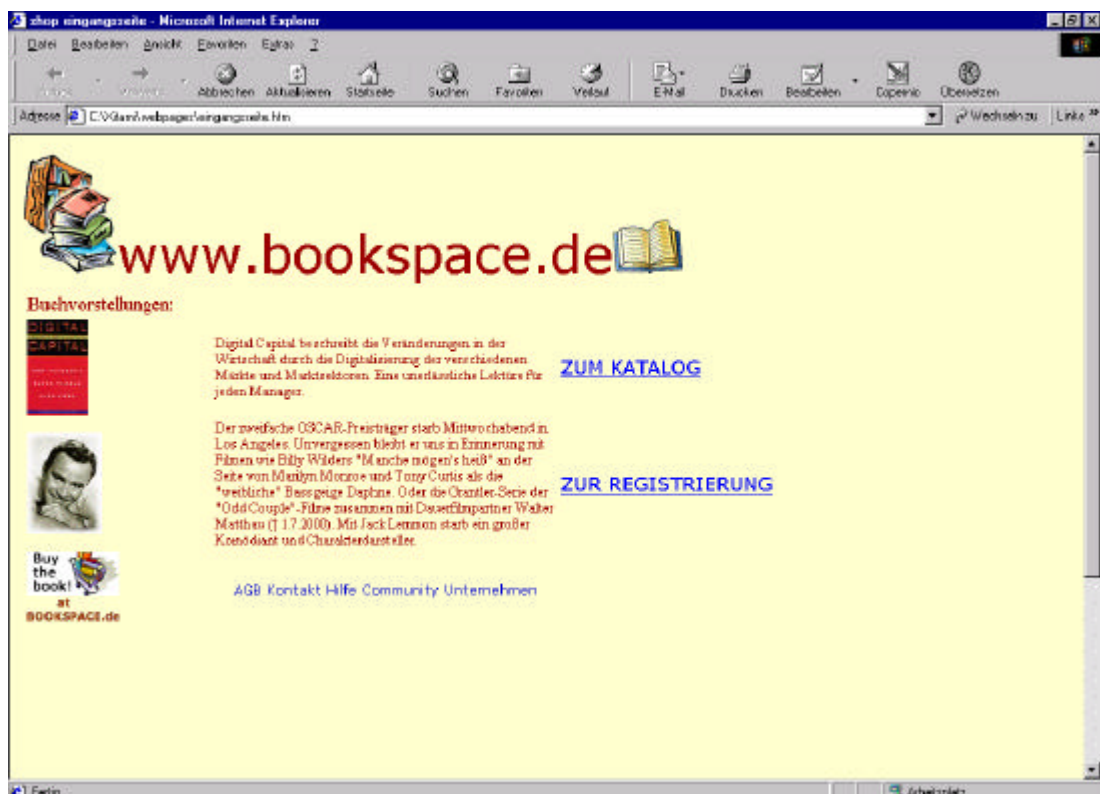 shop eingangsseite - Microsoft Internet Explorer
Datei Bearbeiten Ansicht Favoriten Extras ?
Abbrechen Aktualisieren Startseite Suchen Favoriten Verlauf E-Mail Drucken Bearbeiten Copernic Übersetzen
Adresse eingangsseite.htm Wechseln zu Links »
www.bookspace.de
Buchvorstellungen:
DIGITAL
CAPITAL
Digital Capital beschreibt die Veränderungen in der
Wirtschaft durch die Digitalisierung der verschiedenen
Märkte und Marktsektoren. Eine unerlässliche Lektüre für
jeden Manager.
ZUM KATALOG
Der zweifache OSCAR-Preisträger starb Mittwochabend in
Los Angeles. Unvergessen bleibt er uns in Erinnerung mit
Filmen wie Billy Wilders "Manche mögen's heiß" an der
Seite von Marilyn Monroe und Tony Curtis als die
"weibliche" Bassgeige Daphne. Oder die Grantler-Serie der
"Odd Couple"-Filme zusammen mit Dauerfilmpartner Walter
Matthau († 1.7.2000). Mit Jack Lemmon starb ein großer
Komödiant und Charakterdarsteller.
ZUR REGISTRIERUNG
Buy
the
book!
at
BOOKSPACE.de
AGB Kontakt Hilfe Community Unternehmen
Fertig Arbeitsplatz